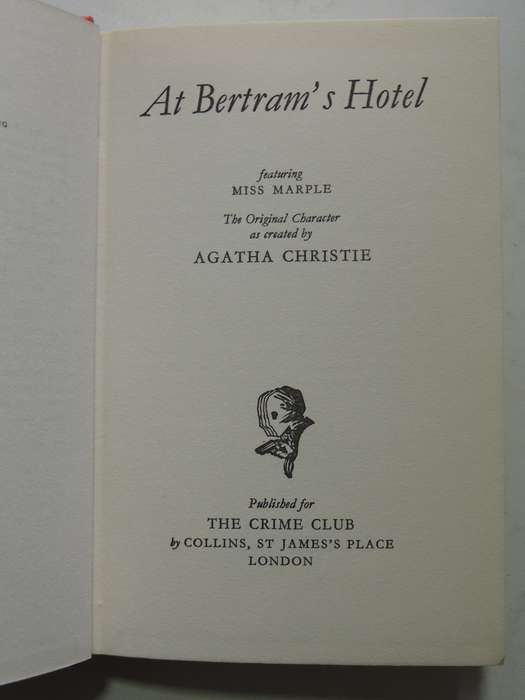 At Bertram's Hotel
featuring
MISS MARPLE
The Original Character
as created by
AGATHA CHRISTIE
Published for
THE CRIME CLUB
by COLLINS, ST JAMES'S PLACE
LONDON